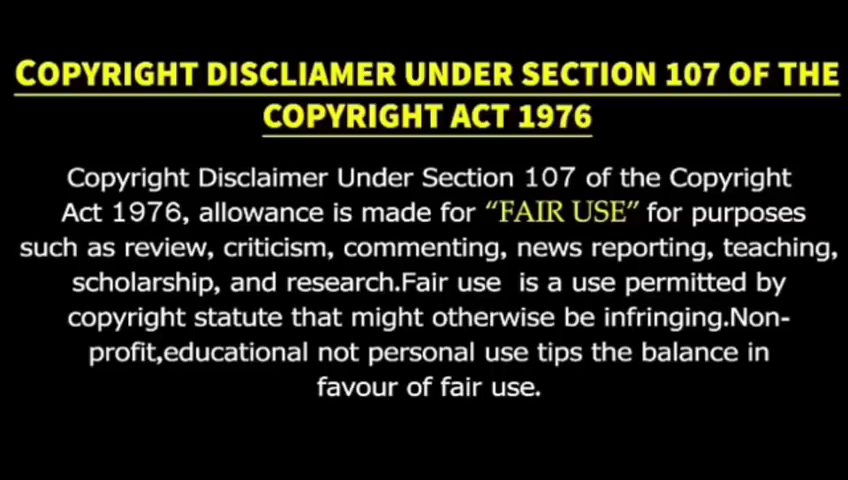 COPYRIGHT DISCLIAMER UNDER SECTION 107 OF THE
COPYRIGHT ACT 1976
Copyright Disclaimer Under Section 107 of the Copyright
Act 1976, allowance is made for “FAIR USE” for purposes
such as review, criticism, commenting, news reporting, teaching,
scholarship, and research.Fair use  is a use permitted by
copyright statute that might otherwise be infringing.Non-
profit,educational not personal use tips the balance in
favour of fair use.